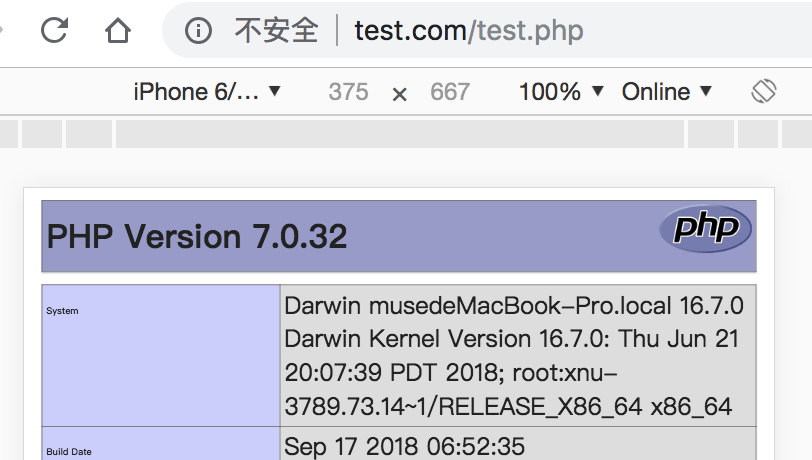 不安全 test.com/test.php
iPhone 6/... 375 × 667 100% Online
PHP Version 7.0.32 php
System Darwin musedeMacBook-Pro.local 16.7.0
Darwin Kernel Version 16.7.0: Thu Jun 21
20:07:39 PDT 2018; root:xnu-
3789.73.14~1/RELEASE_X86_64 x86_64
Build Date Sep 17 2018 06:52:35